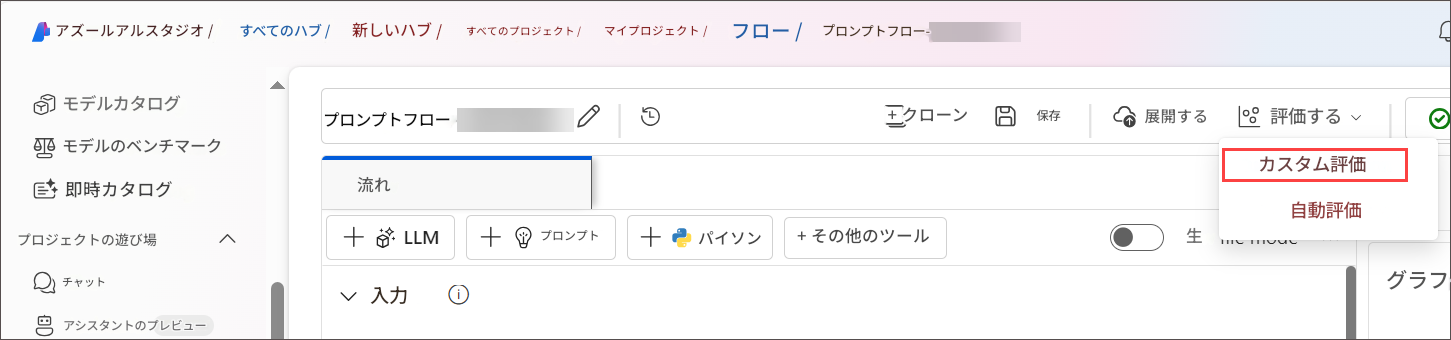 アズールアルスタジオ / すべてのハブ / 新しいハブ / すべてのプロジェクト / マイプロジェクト / フロー / プロンプトフロー-
モデルカタログ
モデルのベンチマーク
即時カタログ
プロジェクトの遊び場
チャット
アシスタントのプレビュー
プロンプトフロー
+クローン 保存 展開する 評価する
カスタム評価
自動評価
流れ
+ LLM + プロンプト + パイソン + その他のツール
生 file mode
入力
グラフ